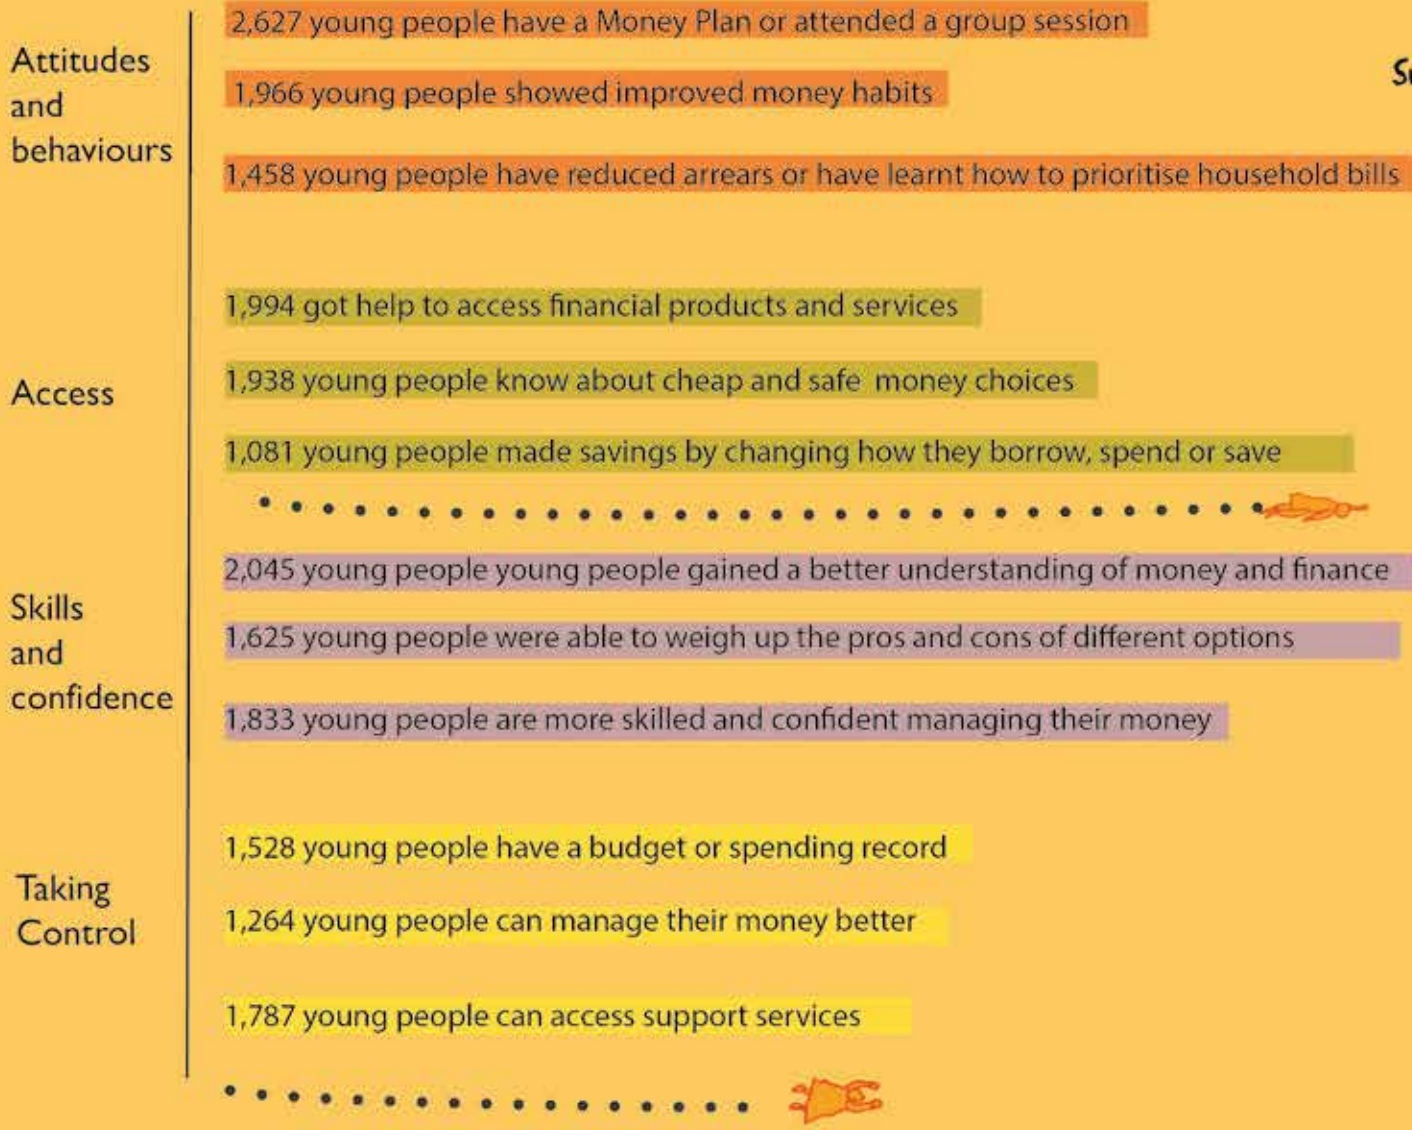 Attitudes
and
behaviours
2,627 young people have a Money Plan or attended a group session
1,966 young people showed improved money habits
1,458 young people have reduced arrears or have learnt how to prioritise household bills
Access
1,994 got help to access financial products and services
1,938 young people know about cheap and safe money choices
1,081 young people made savings by changing how they borrow, spend or save
Skills
and
confidence
2,045 young people young people gained a better understanding of money and finance
1,625 young people were able to weigh up the pros and cons of different options
1,833 young people are more skilled and confident managing their money
Taking
Control
1,528 young people have a budget or spending record
1,264 young people can manage their money better
1,787 young people can access support services